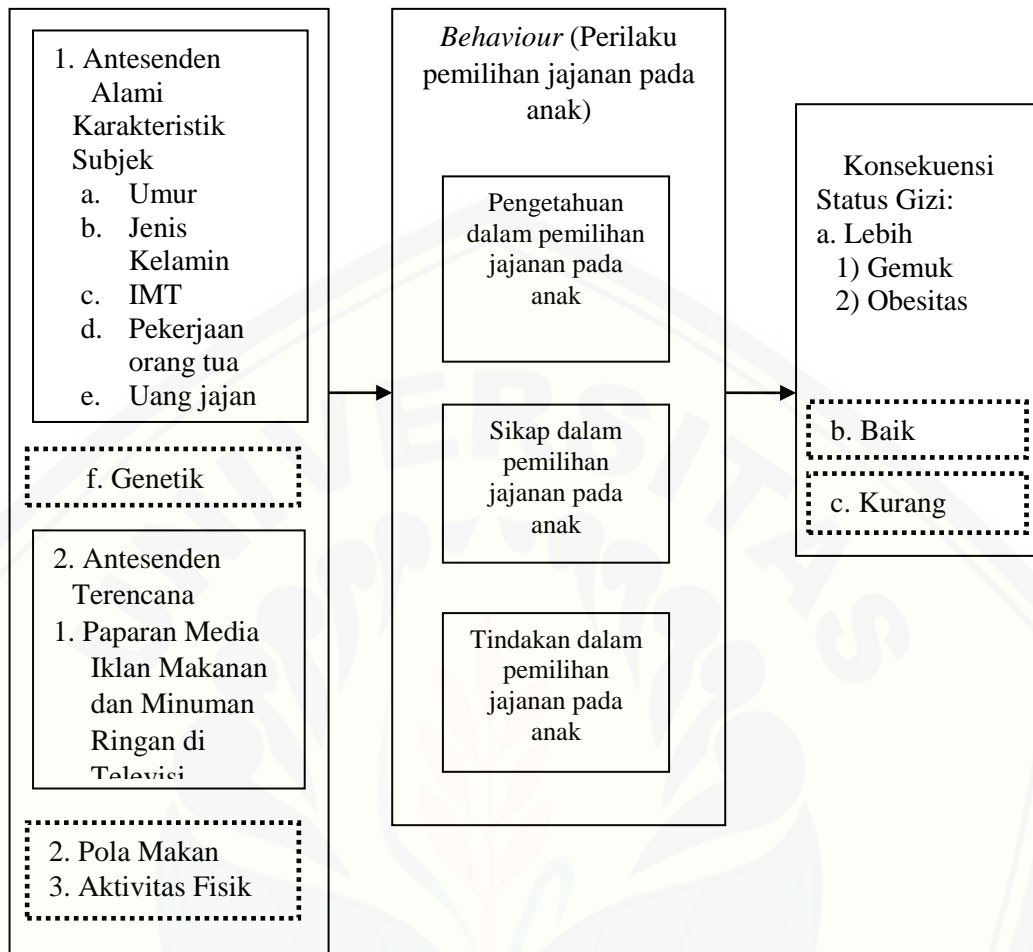 1. Antesenden
Alami
Karakteristik
Subjek
a. Umur
b. Jenis
Kelamin
c. IMT
d. Pekerjaan
orang tua
e. Uang jajan
f. Genetik
2. Antesenden
Terencana
1. Paparan Media
Iklan Makanan
dan Minuman
Ringan di
Televisi
2. Pola Makan
3. Aktivitas Fisik
Behaviour (Perilaku
pemilihan jajanan pada
anak)
Pengetahuan
dalam pemilihan
jajanan pada
anak
Sikap dalam
pemilihan
jajanan pada
anak
Tindakan dalam
pemilihan
jajanan pada
anak
Konsekuensi
Status Gizi:
a. Lebih
1) Gemuk
2) Obesitas
b. Baik
c. Kurang
UNIVERSITAS